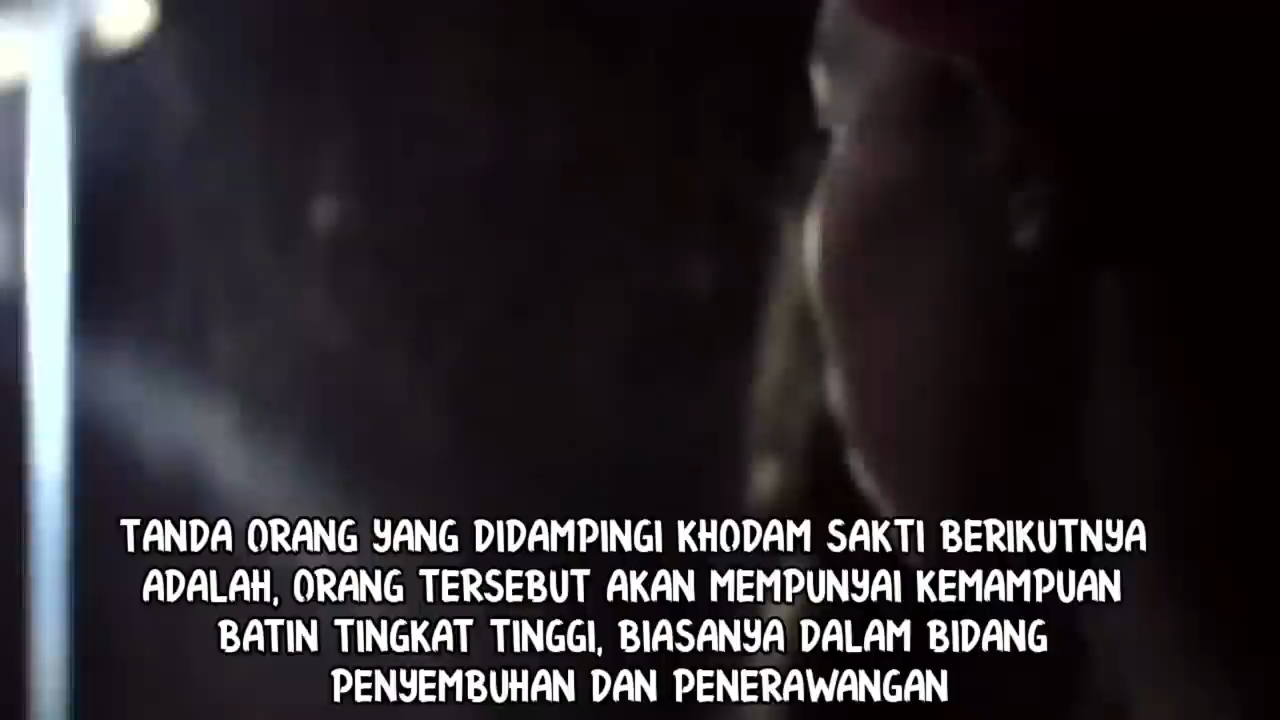 TANDA ORANG YANG DIDAMPINGI KHODAM SAKTI BERIKUTNYA
ADALAH, ORANG TERSEBUT AKAN MEMPUNYAI KEMAMPUAN
BATIN TINGKAT TINGGI, BIASANYA DALAM BIDANG
PENYEMBUHAN DAN PENERAWANGAN